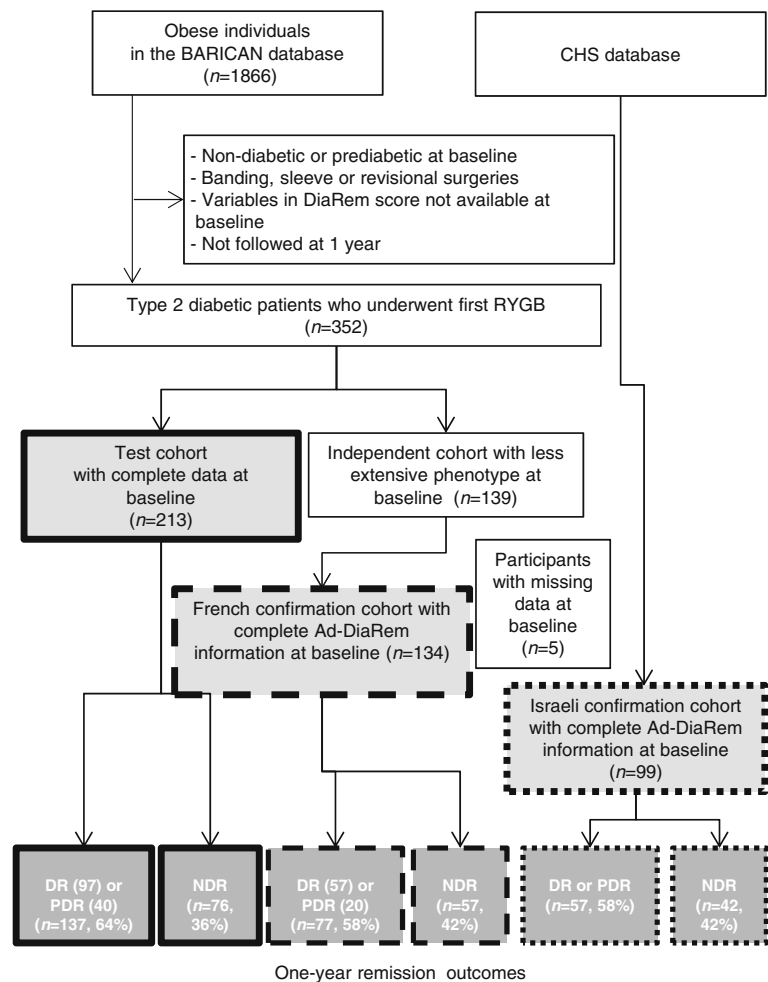 Obese individuals
in the BARICAN database
(n=1866)
CHS database
- Non-diabetic or prediabetic at baseline
- Banding, sleeve or revisional surgeries
- Variables in DiaRem score not available at
baseline
- Not followed at 1 year
Type 2 diabetic patients who underwent first RYGB
(n=352)
Test cohort
with complete data at
baseline
(n=213)
Independent cohort with less
extensive phenotype at
baseline (n=139)
Participants
with missing
data at
baseline
(n=5)
French confirmation cohort with
complete Ad-DiaRem
information at baseline (n=134)
Israeli confirmation cohort
with complete Ad-DiaRem
information at baseline
(n=99)
DR (97) or
PDR (40)
(n=137, 64%)
NDR
(n=76,
36%)
DR (57) or
PDR (20)
(n=77, 58%)
NDR
(n=57,
42%)
DR or PDR
(n=57, 58%)
NDR
(n=42,
42%)
One-year remission outcomes